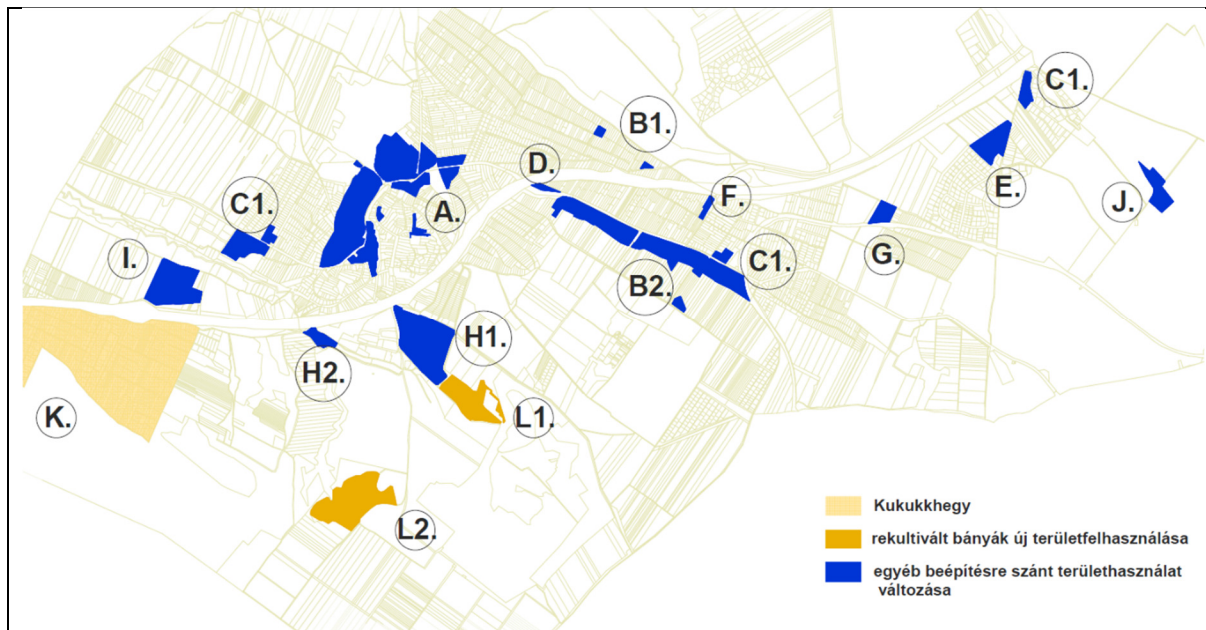 C1.
B1.
D.
E.
A.
F.
J.
C1.
G.
I.
C1.
B2.
H1.
H2.
K.
L1.
L2.
Kukukkhegy
rekultivált bányák új területfelhasználása
egyéb beépítésre szánt területhasználat
változása